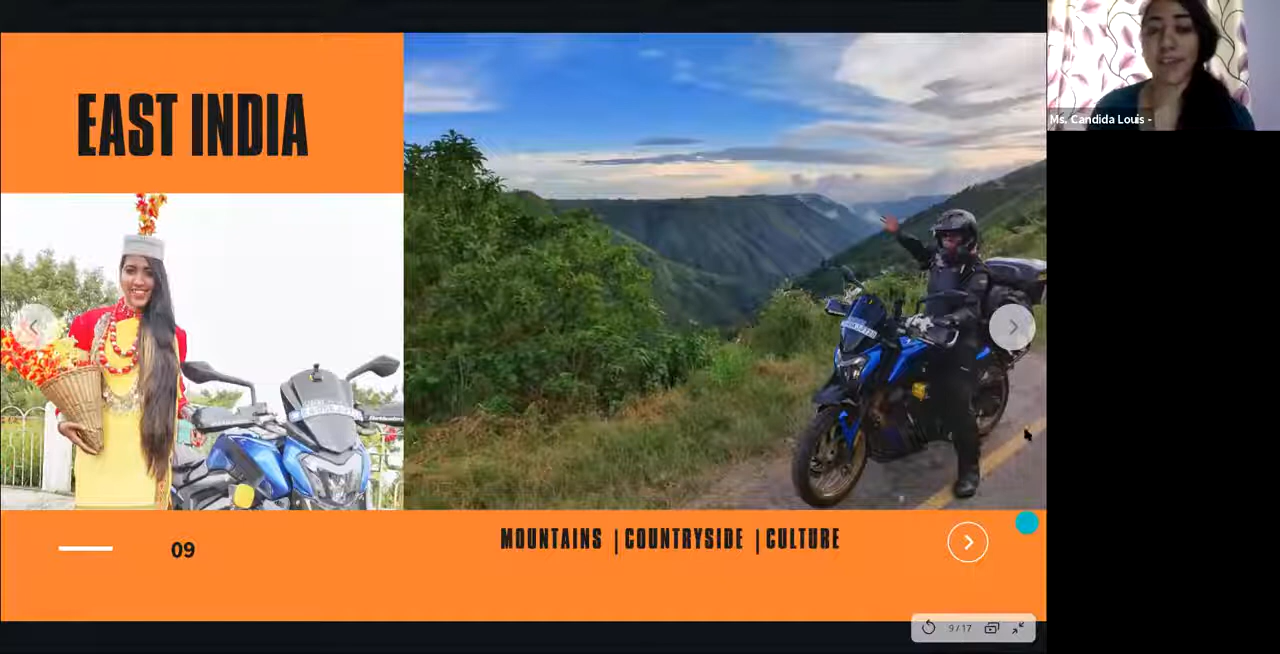 EAST INDIA
Ms. Candida Louis -
09
MOUNTAINS | COUNTRYSIDE | CULTURE
9 / 17